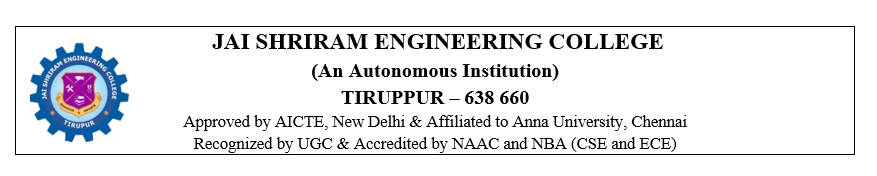 JAI SHRIRAM ENGINEERING COLLEGE
(An Autonomous Institution)
TIRUPPUR – 638 660
Approved by AICTE, New Delhi & Affiliated to Anna University, Chennai
Recognized by UGC & Accredited by NAAC and NBA (CSE and ECE)
JAI SHRIRAM ENGINEERING COLLEGE
TIRUPUR